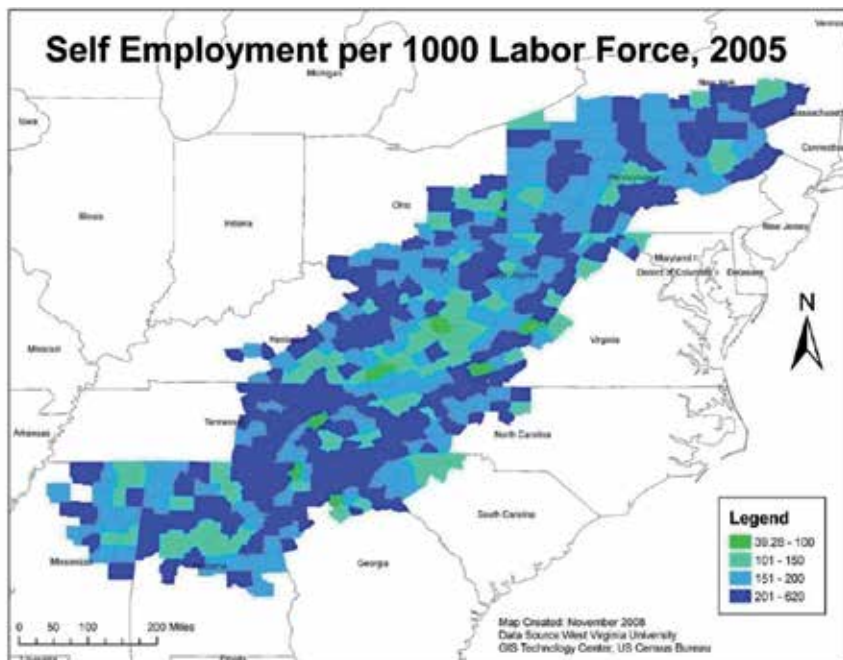 Self Employment per 1000 Labor Force, 2005
Vermont
Michigan
New York
Iowa
Massachusetts
Connecticut
Pennsylvania
Ohio
Illinois
Indiana
New Jersey
Maryland
District of Columbia
Delaware
N
Missouri
Virginia
Tennessee
Arkansas
North Carolina
South Carolina
Mississippi
Georgia
Legend
39.28 - 100
101 - 150
151 - 200
201 - 620
0 50 100 200 Miles
Map Created: November 2008
Data Source West Virginia University
GIS Technology Center, US Census Bureau